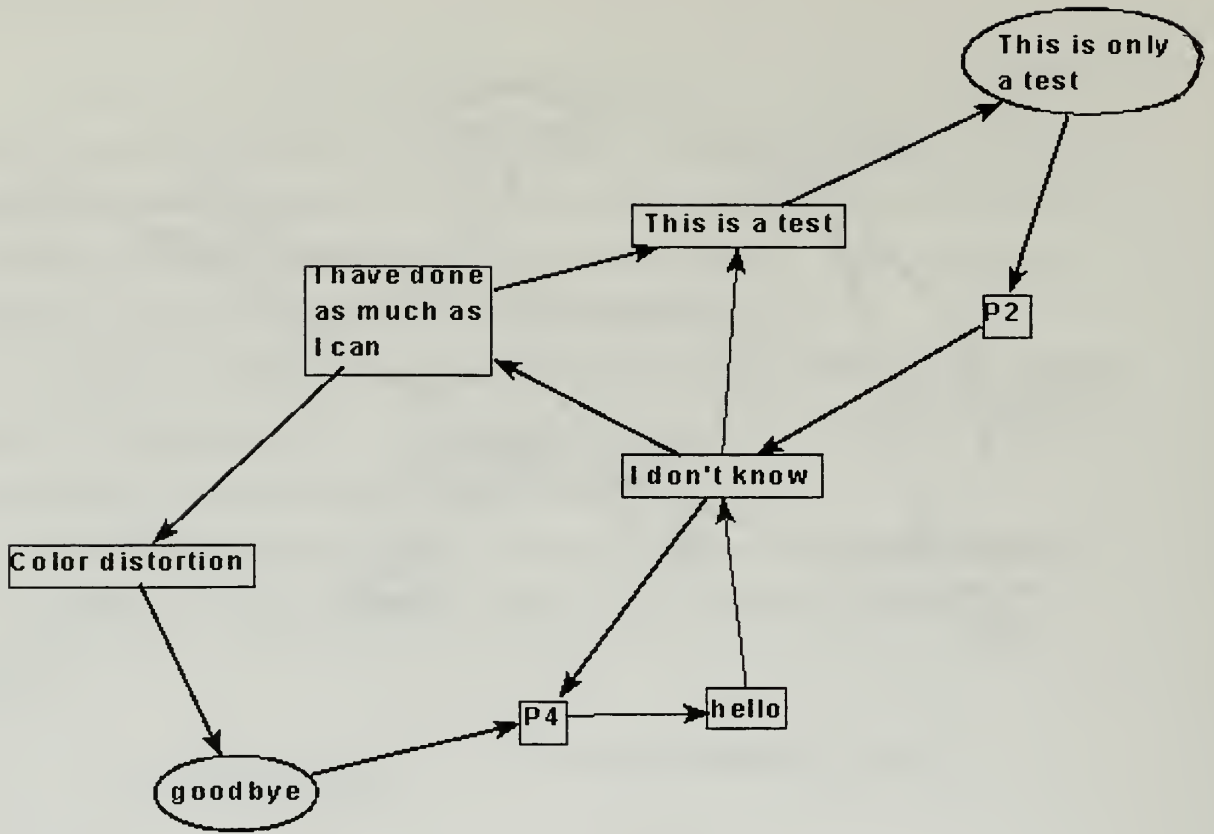 This is only
a test
This is a test
I have done
as much as
I can
P2
I don't know
Color distortion
P4
hello
goodbye